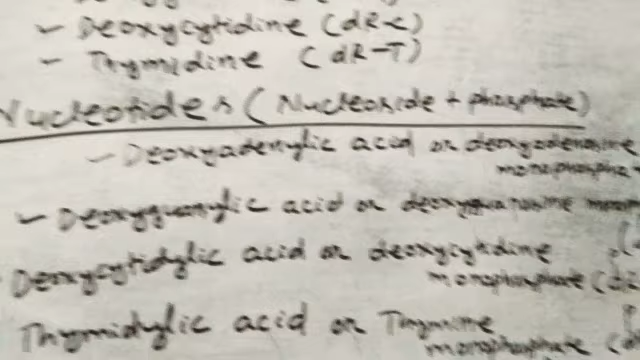 - Deoxycytidine (dR-C)
- Thymidine (dR-T)
Nucleotides (Nucleoside + phosphate)
- Deoxyadenylic acid or deoxyadenosine
monophospha
- Deoxyguanylic acid or deoxyguanosine
Deoxycytidylic acid or deoxycytidine
monophosphate
Thymidylic acid or Thymine
monophosphate